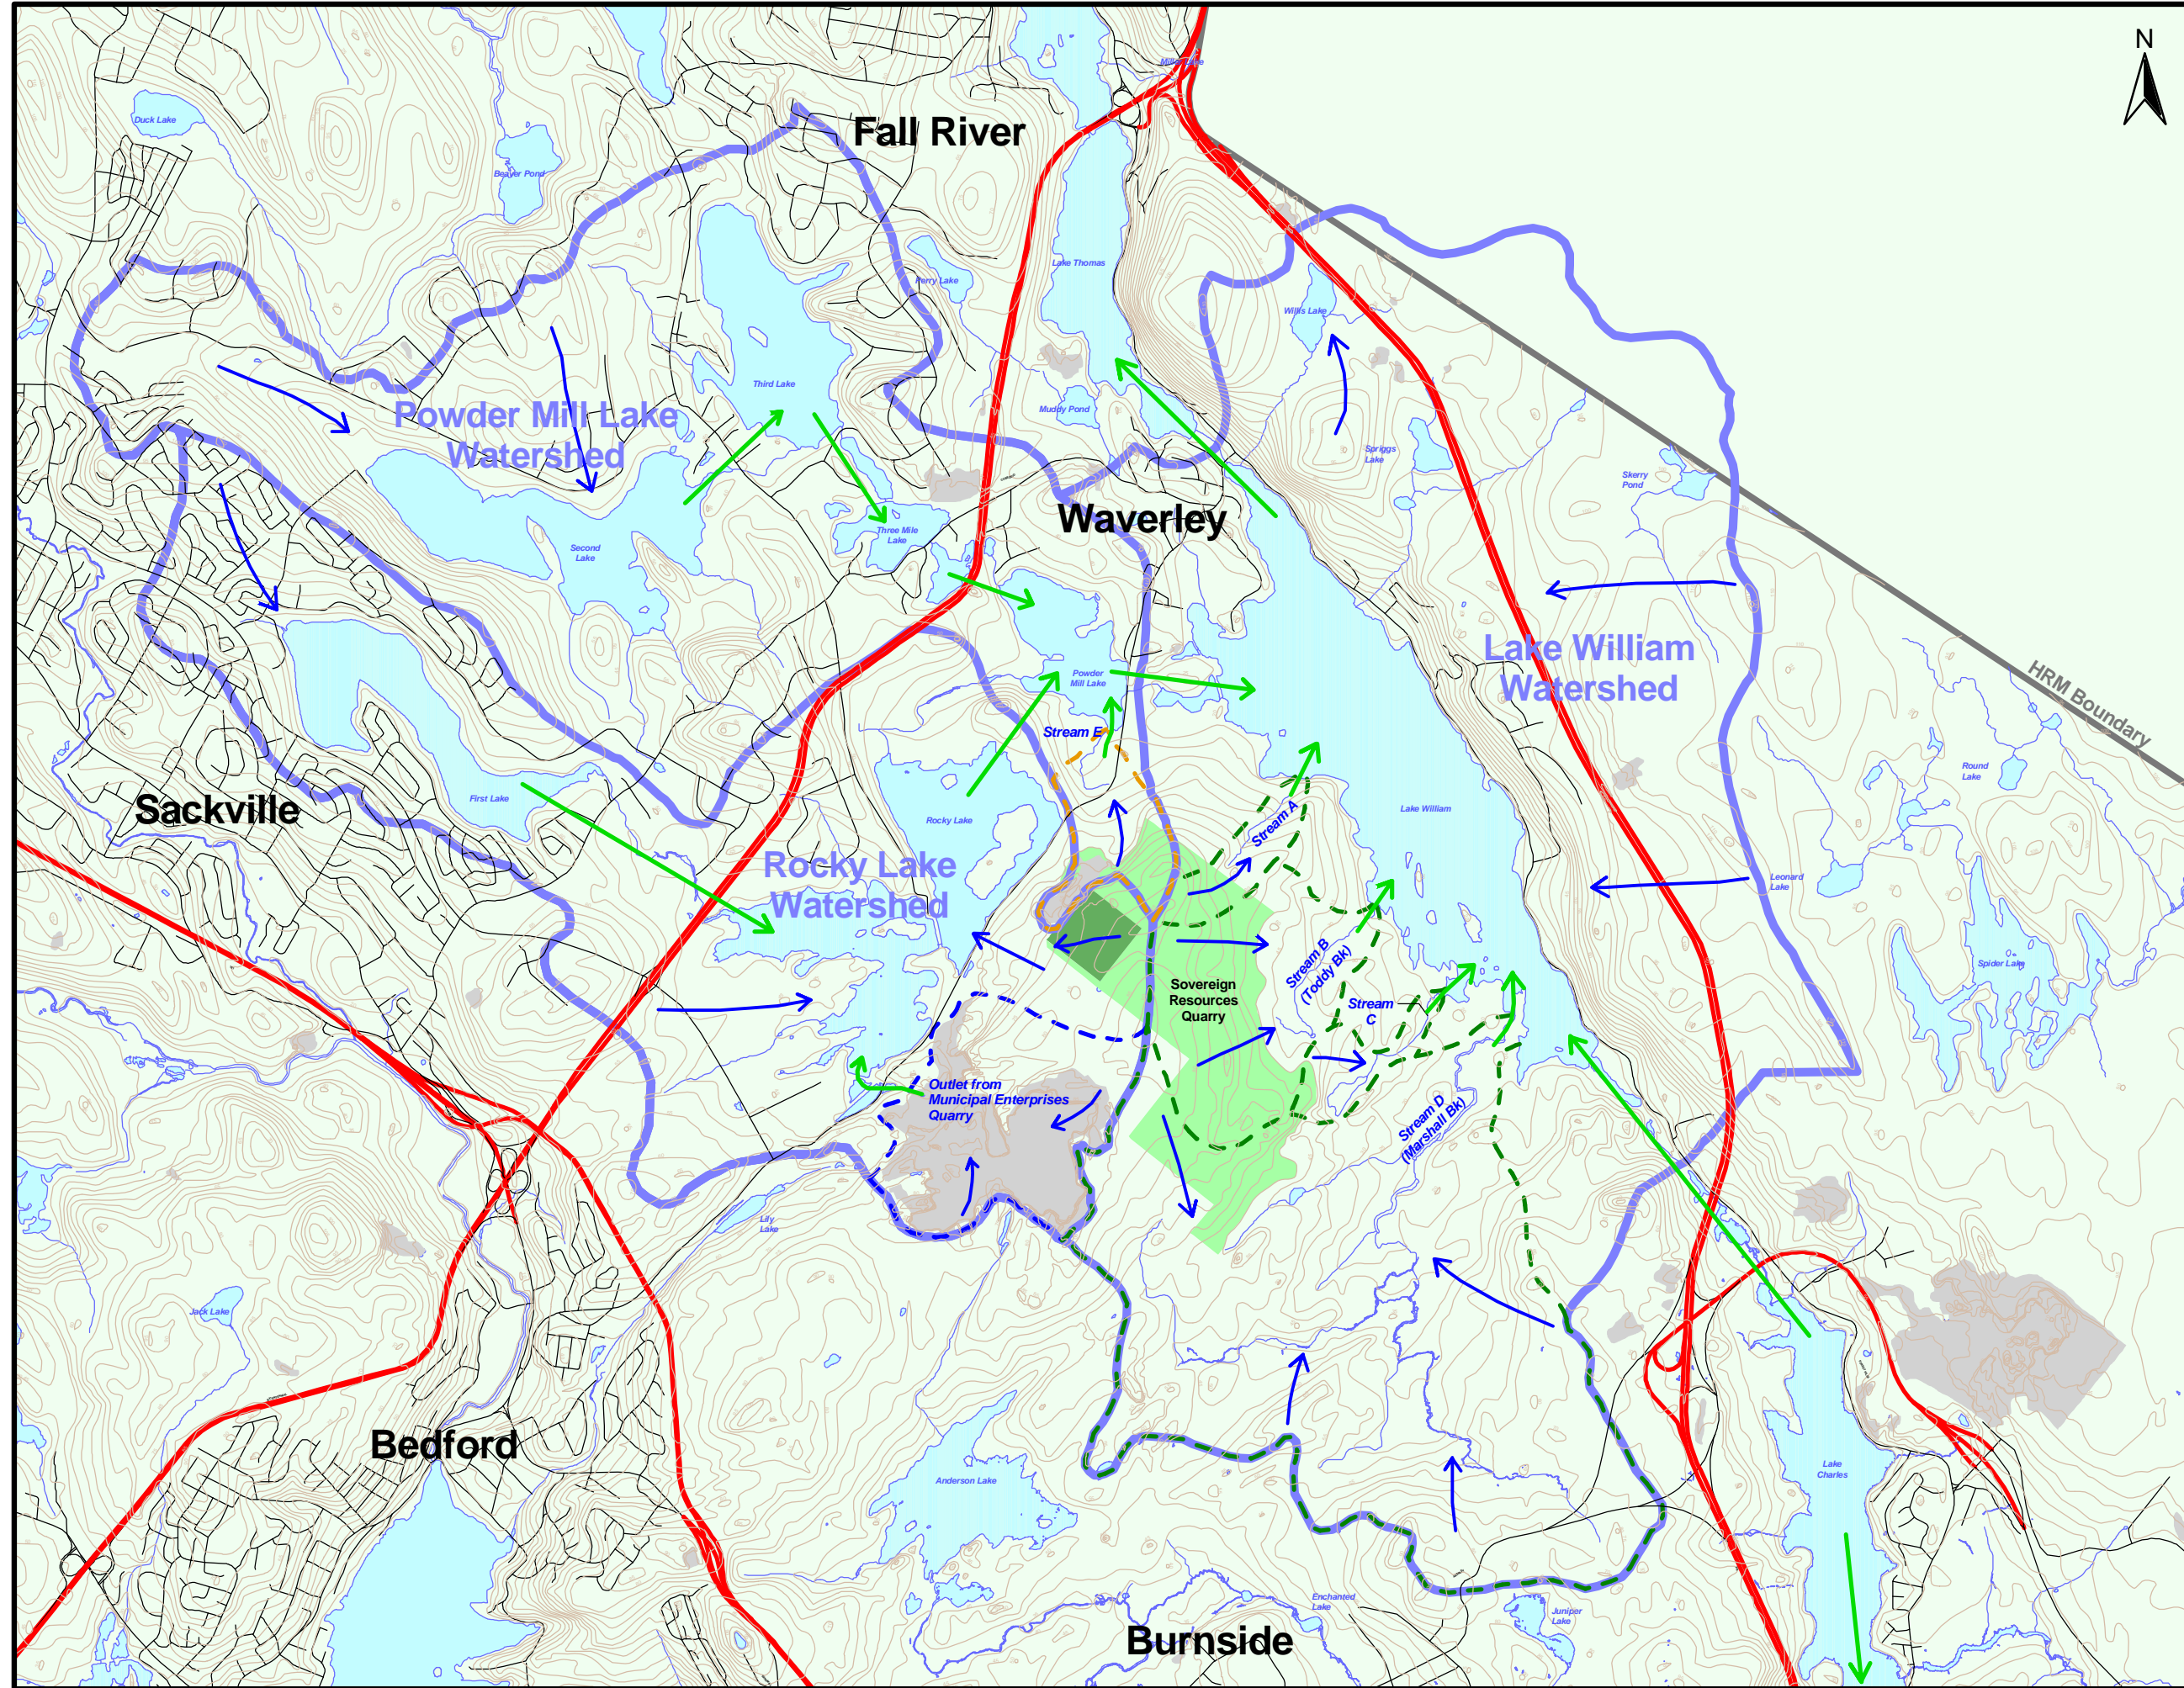 N
Miller Lake
Duck Lake
Fall River
Beaver Pond
Lake Thomas
Perry Lake
Willis Lake
Third Lake
Powder Mill Lake
Watershed
Muddy Pond
Spriggs
Lake
Skerry
Pond
Waverley
Three Mile
Lake
Second
Lake
Lake William
Watershed
HRM Boundary
Powder
Mill Lake
Stream E
Round
Lake
First Lake
Sackville
Rocky Lake
Stream A
Lake William
Rocky Lake
Watershed
Leonard
Lake
Stream B
(Toddy Bk)
Spider Lake
Sovereign
Resources
Quarry
Stream
C
Outlet from
Municipal Enterprises
Quarry
Stream D
(Marshall Bk)
Lily
Lake
Jack Lake
Bedford
Anderson Lake
Lake
Charles
Enchanted
Lake
Juniper
Lake
Burnside